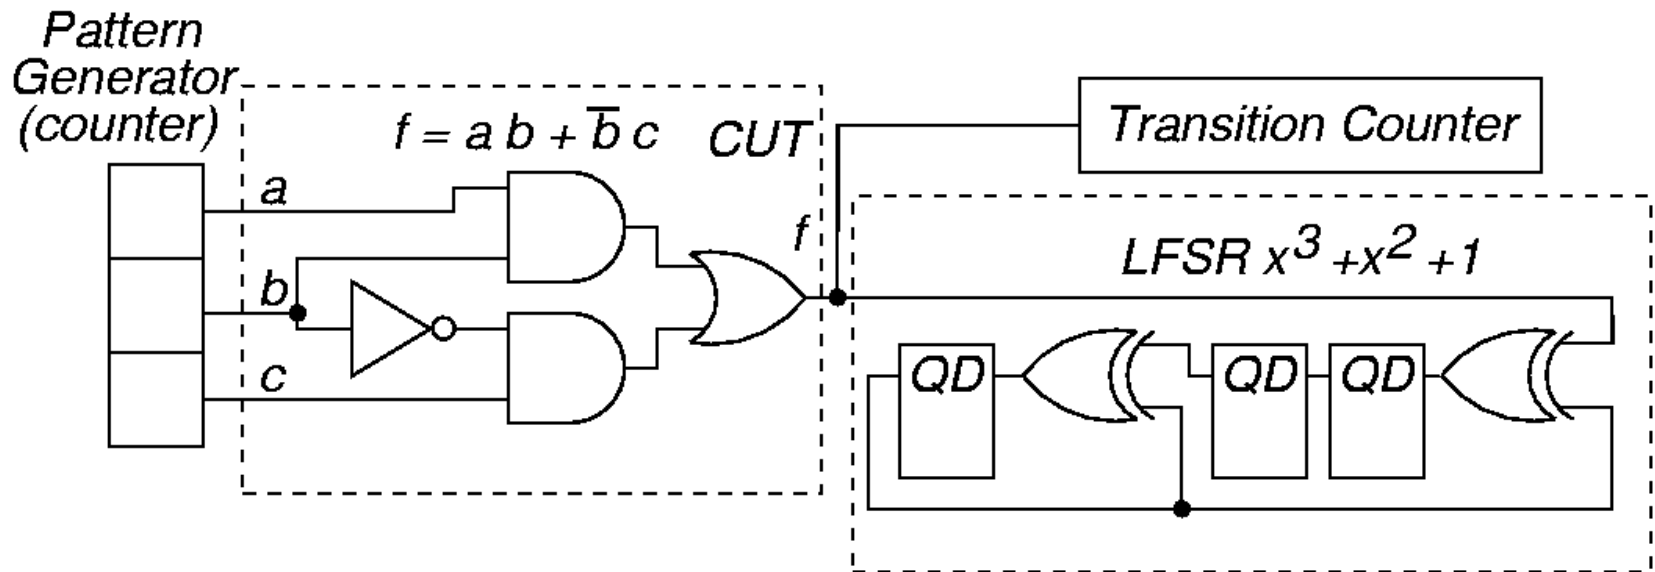 Pattern
Generator
(counter)
f = a b + b̅ c
CUT
Transition Counter
a
f
LFSR x³ + x² + 1
b
c
QD
QD
QD